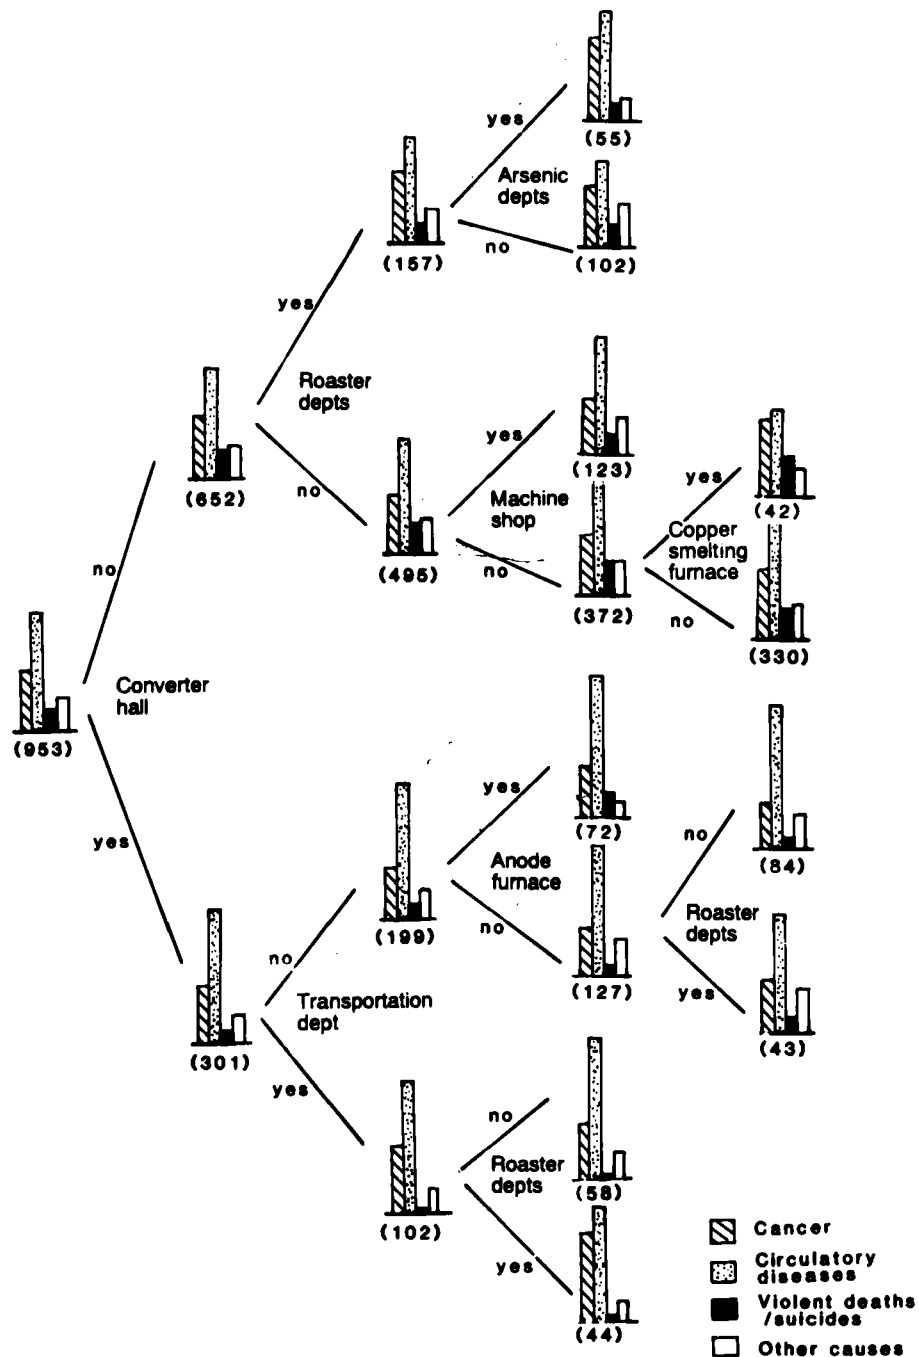 yes
(55)
Arsenic
depts
no
(157)
(102)
yes
Roaster
depts
yes
(123)
yes
no
(652)
Machine
shop
(42)
Copper
smelting
furnace
(495)
no
no
(372)
no
(330)
Converter
hall
(953)
yes
(72)
no
yes
Anode
furnace
(84)
Roaster
depts
(199)
no
no
(127)
yes
Transportation
dept
(43)
(301)
yes
no
Roaster
depts
(58)
(102)
yes
(44)
Cancer
Circulatory
diseases
Violent deaths
/suicides
Other causes